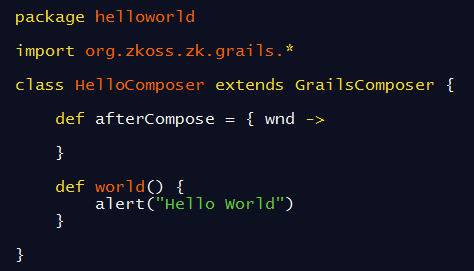 package helloworld
import org.zkoss.zk.grails.*
class HelloComposer extends GrailsComposer {
def afterCompose = { wnd ->
}
def world() {
alert("Hello World")
}
}